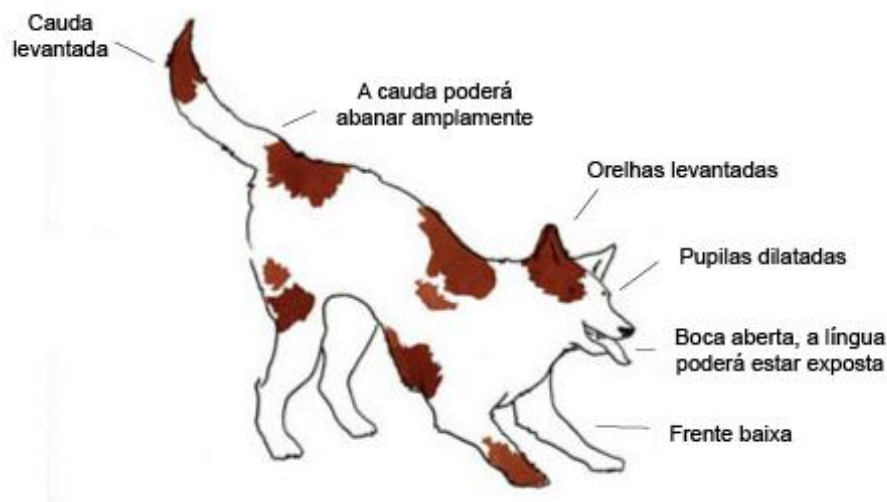 Cauda
levantada
A cauda poderá
abanar amplamente
Orelhas levantadas
Pupilas dilatadas
Boca aberta, a língua
poderá estar exposta
Frente baixa